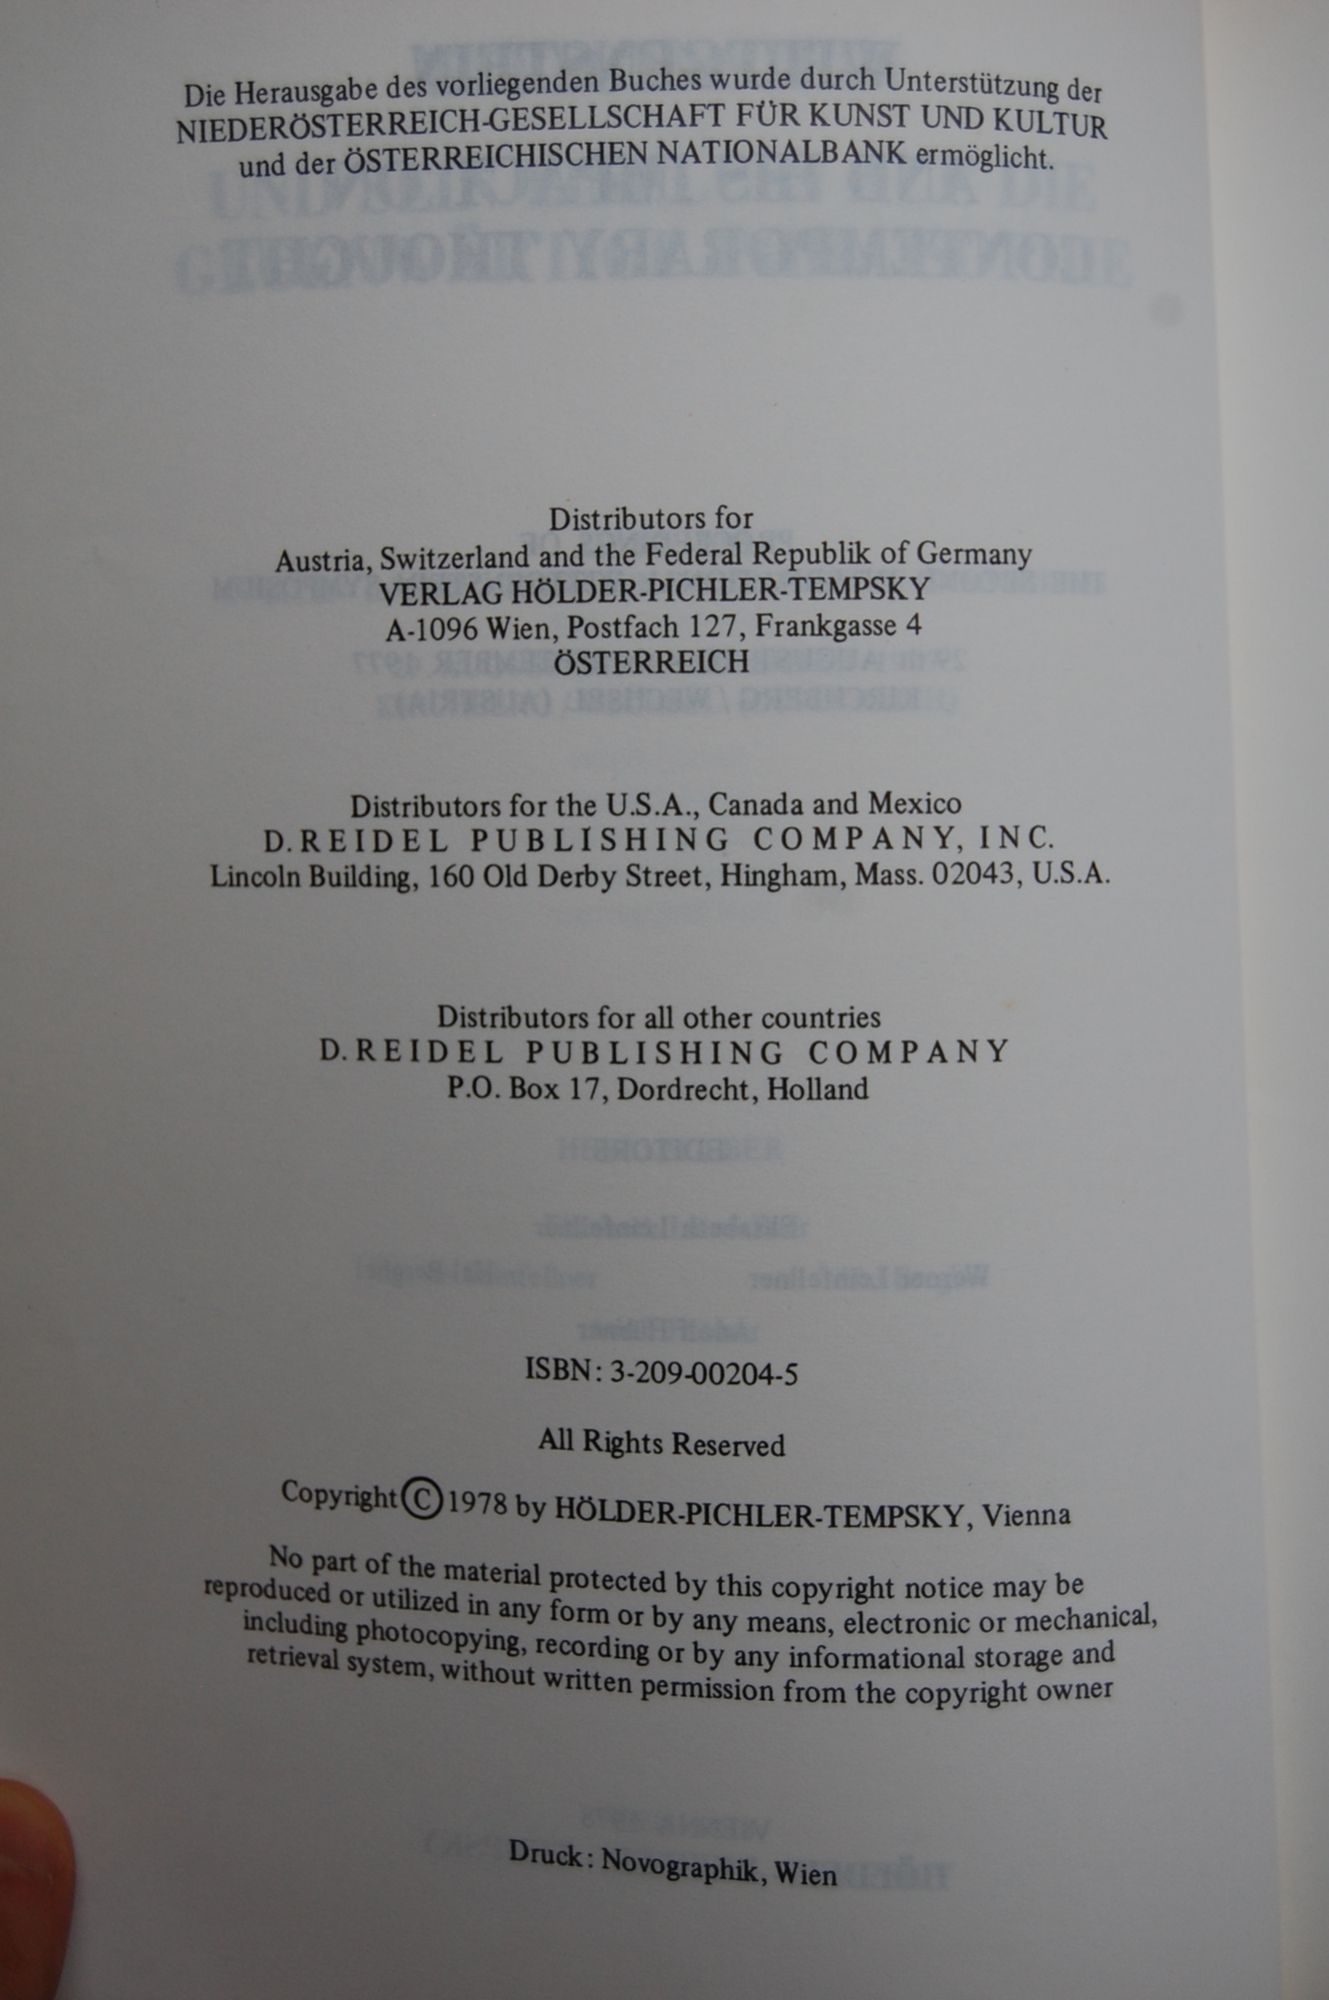 Die Herausgabe des vorliegenden Buches wurde durch Unterstützung der
NIEDERÖSTERREICH-GESELLSCHAFT FÜR KUNST UND KULTUR
und der ÖSTERREICHISCHEN NATIONALBANK ermöglicht.
Distributors for
Austria, Switzerland and the Federal Republik of Germany
VERLAG HÖLDER-PICHLER-TEMPSKY
A-1096 Wien, Postfach 127, Frankgasse 4
ÖSTERREICH
Distributors for the U.S.A., Canada and Mexico
D. REIDEL PUBLISHING COMPANY, INC.
Lincoln Building, 160 Old Derby Street, Hingham, Mass. 02043, U.S.A.
Distributors for all other countries
D. REIDEL PUBLISHING COMPANY
P.O. Box 17, Dordrecht, Holland
ISBN: 3-209-00204-5
All Rights Reserved
Copyright © 1978 by HÖLDER-PICHLER-TEMPSKY, Vienna
No part of the material protected by this copyright notice may be
reproduced or utilized in any form or by any means, electronic or mechanical,
including photocopying, recording or by any informational storage and
retrieval system, without written permission from the copyright owner
Druck: Novographik, Wien